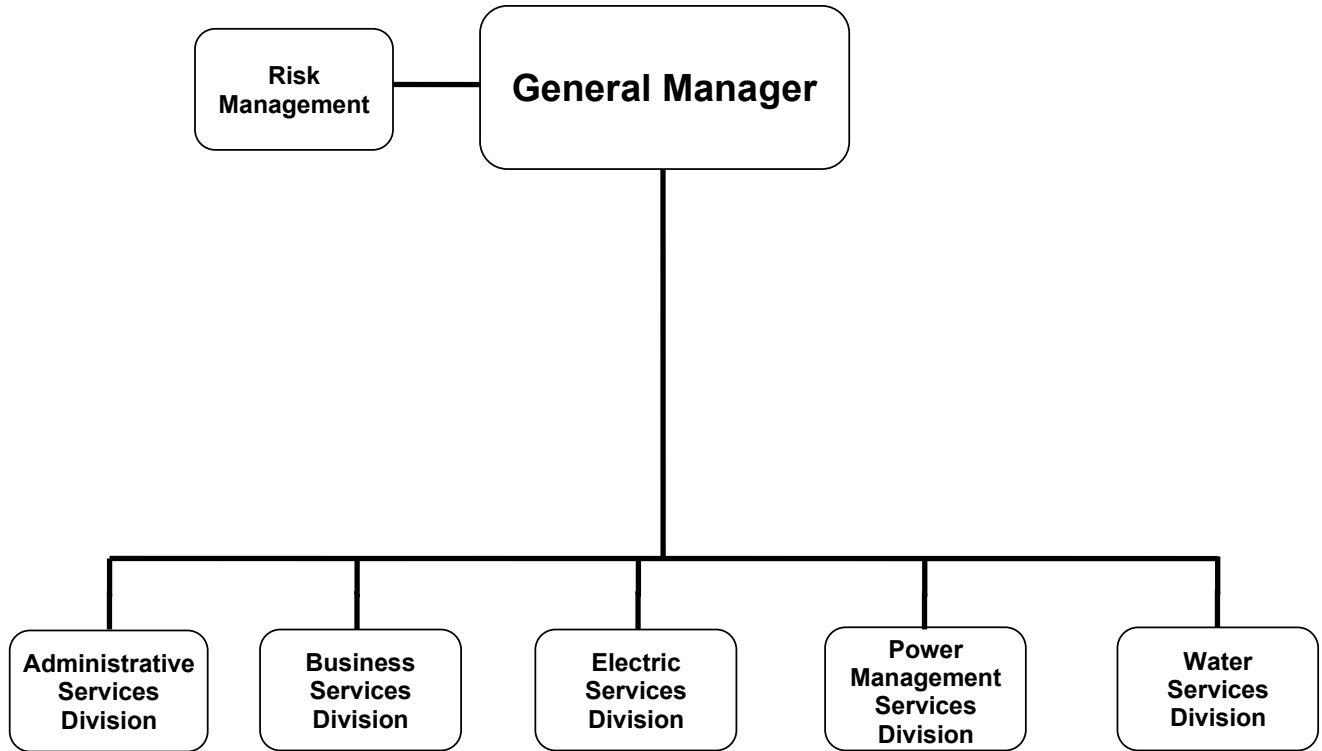 Risk
Management
General Manager
Administrative
Services
Division
Business
Services
Division
Electric
Services
Division
Power
Management
Services
Division
Water
Services
Division